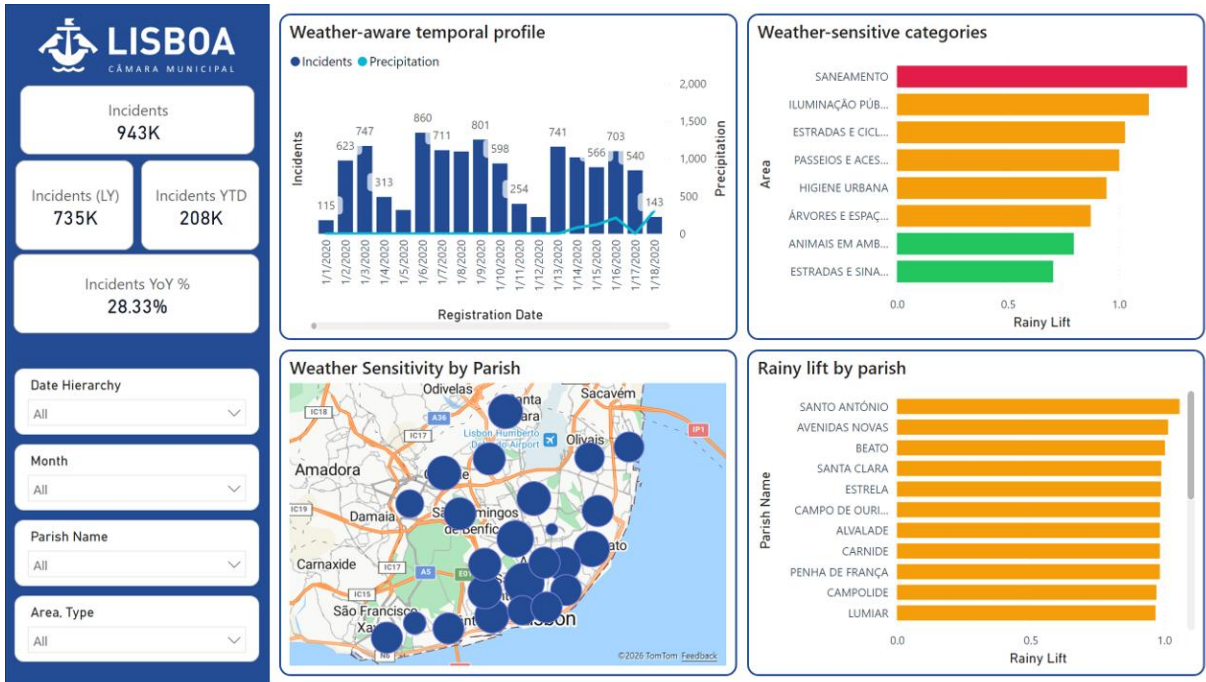 LISBOA
CÂMARA MUNICIPAL
Incidents
943K
Incidents (LY)
735K
Incidents YTD
208K
Incidents YoY %
28.33%
Date Hierarchy
All
Month
All
Parish Name
All
Area, Type
All
Weather-aware temporal profile
Incidents Precipitation
2,000
1,500
1,000
500
0
Incidents
Precipitation
115
623
747
313
860
711
801
598
254
741
566
703
540
143
1/1/2020
1/2/2020
1/3/2020
1/4/2020
1/5/2020
1/6/2020
1/7/2020
1/8/2020
1/9/2020
1/10/2020
1/11/2020
1/12/2020
1/13/2020
1/14/2020
1/15/2020
1/16/2020
1/17/2020
1/18/2020
Registration Date
Weather-sensitive categories
Area
SANEAMENTO
ILUMINAÇÃO PÚB...
ESTRADAS E CICL...
PASSEIOS E ACES...
HIGIENE URBANA
ÁRVORES E ESPAÇ...
ANIMAIS EM AMB...
ESTRADAS E SINA...
0.0 0.5 1.0
Rainy Lift
Weather Sensitivity by Parish
Odivelas
Sacavém
IC18
A36
IC17
IP1
Lisbon Humberto
Airport
Olivais
Amadora
IC19
Damaia
Carnaxide
IC17
A5
IC15
São Francisco
N6
©2026 TomTom Feedback
Rainy lift by parish
Parish Name
SANTO ANTÓNIO
AVENIDAS NOVAS
BEATO
SANTA CLARA
ESTRELA
CAMPO DE OURI...
ALVALADE
CARNIDE
PENHA DE FRANÇA
CAMPOLIDE
LUMIAR
0.0 0.5 1.0
Rainy Lift